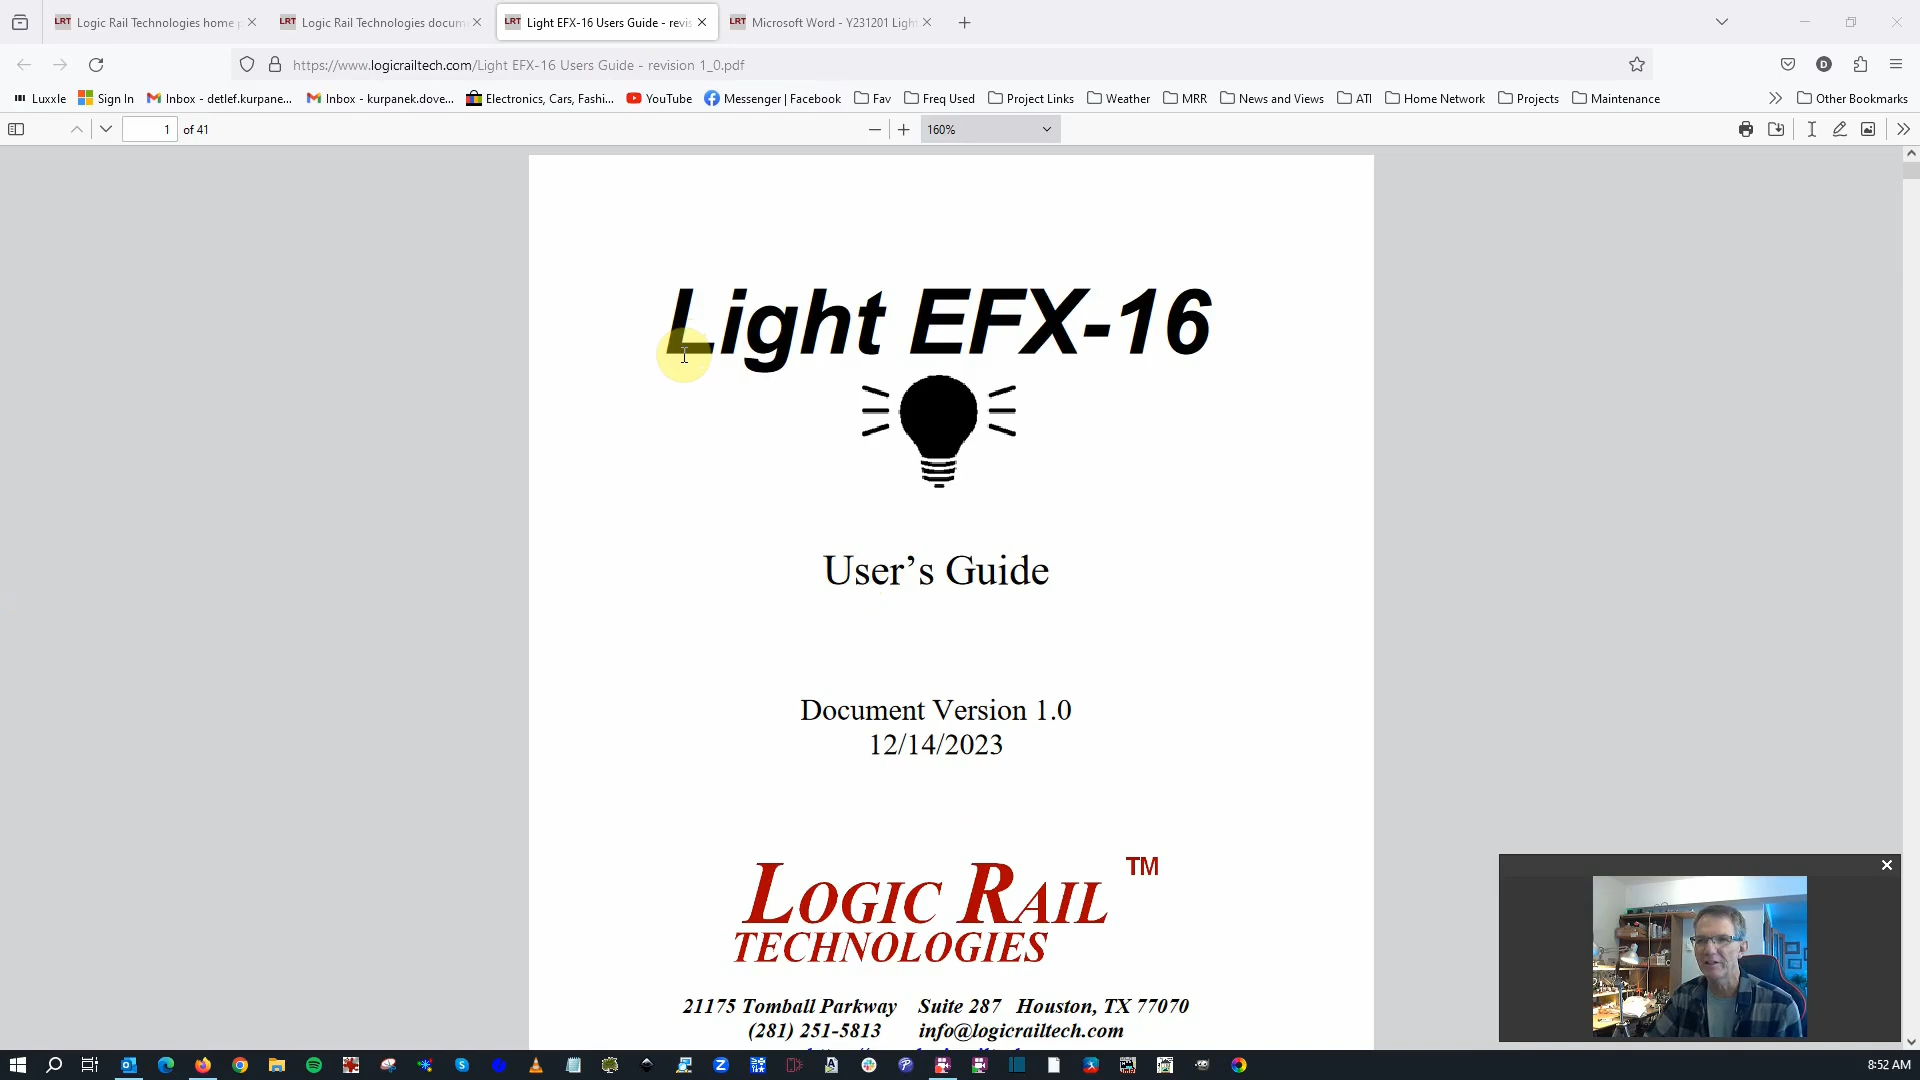 LRT Logic Rail Technologies home p
LRT Logic Rail Technologies docum
LRT Light EFX-16 Users Guide - revis
LRT Microsoft Word - Y231201 Ligh
https://www.logicrailtech.com/Light EFX-16 Users Guide - revision 1_0.pdf
Luxxle
Sign In
Inbox - detlef.kurpane...
Inbox - kurpanek.dove...
Electronics, Cars, Fashi...
YouTube
Messenger | Facebook
Fav
Freq Used
Project Links
Weather
MRR
News and Views
ATI
Home Network
Projects
Maintenance
Other Bookmarks
1 of 41
160%
Light EFX-16
User's Guide
Document Version 1.0
12/14/2023
LOGIC RAIL TM
TECHNOLOGIES
21175 Tomball Parkway Suite 287 Houston, TX 77070
(281) 251-5813 info@logicrailtech.com
8:52 AM